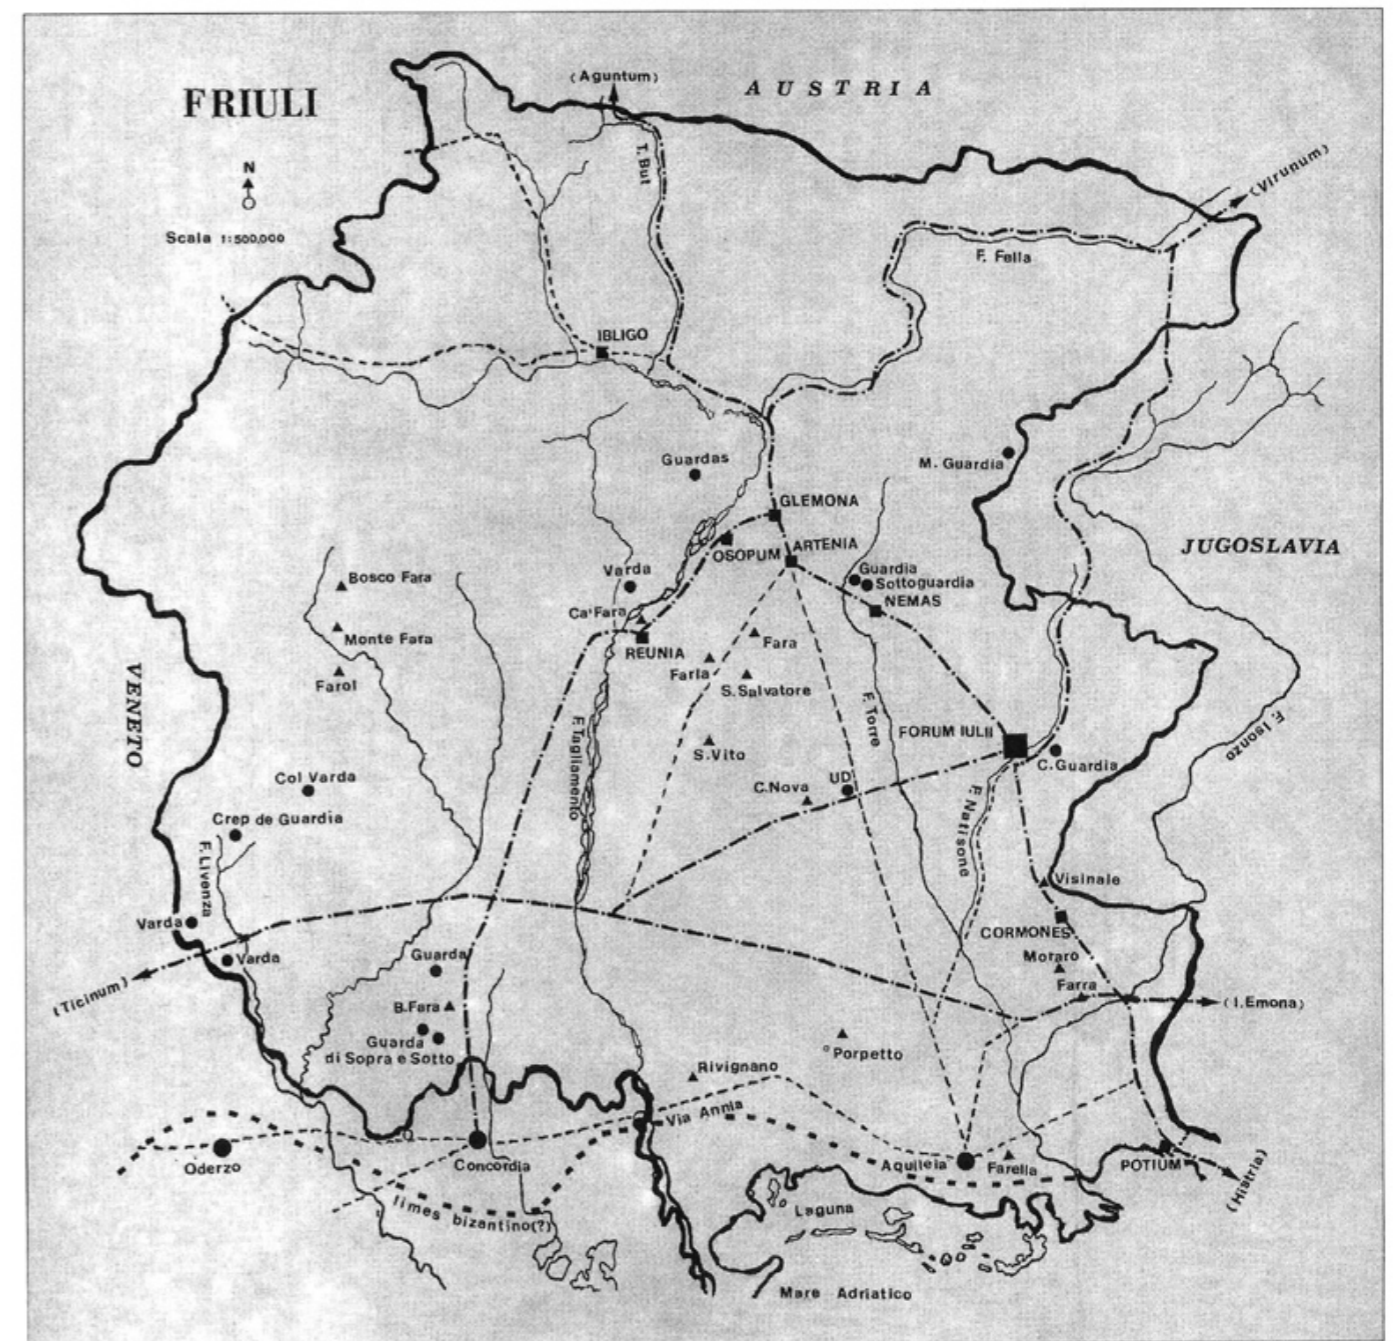 FRIULI
(Aguntum)
AUSTRIA
N
Scala 1:500,000
T. But
(Virunum)
F. Fella
IBLIGO
Guardas
M. Guardia
GLEMONA
OSOPUM
ARTENIA
JUGOSLAVIA
Bosco Fara
Varda
Guardia
Sottoguardia
NEMAS
Ca'Fara
Monte Fara
REUNIA
Fara
Farla
Farol
S.Salvatore
VENETO
F. Tagliamento
F. Torre
FORUM IULII
F. Isonzo
S.Vito
C.Guardia
Col Varda
C.Nova
UD
Crep de Guardia
F. Natisone
F. Livenza
Visinale
Varda
CORMONES
Varda
Guarda
Moraro
(Ticinum)
Farra
(I.Emona)
B.Fara
Guarda
di Sopra e Sotto
Porpetto
Rivignano
Via Annia
Oderzo
Concordia
Aquileia
Farella
POTIUM
(Histria)
limes bizantino(?)
Laguna
Mare Adriatico